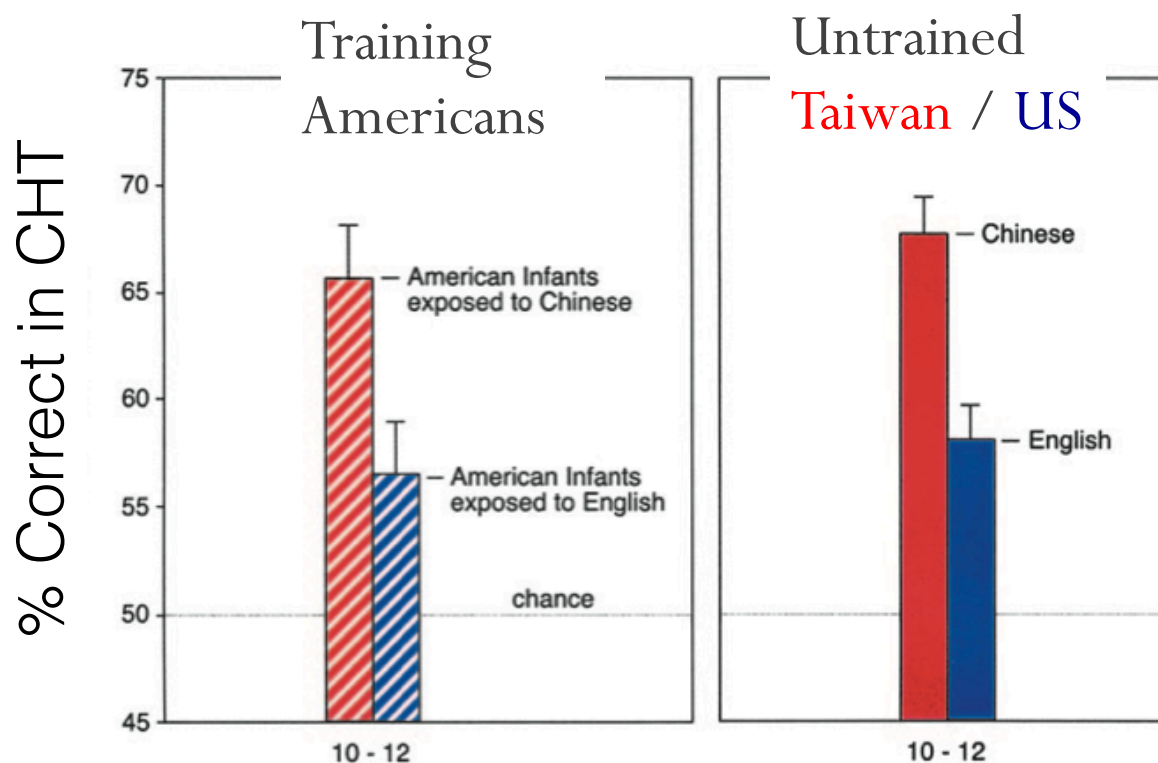 Training
Americans
Untrained
Taiwan / US
% Correct in CHT
75
70
65
60
55
50
45
American Infants
exposed to Chinese
American Infants
exposed to English
chance
10 - 12
Chinese
English
10 - 12